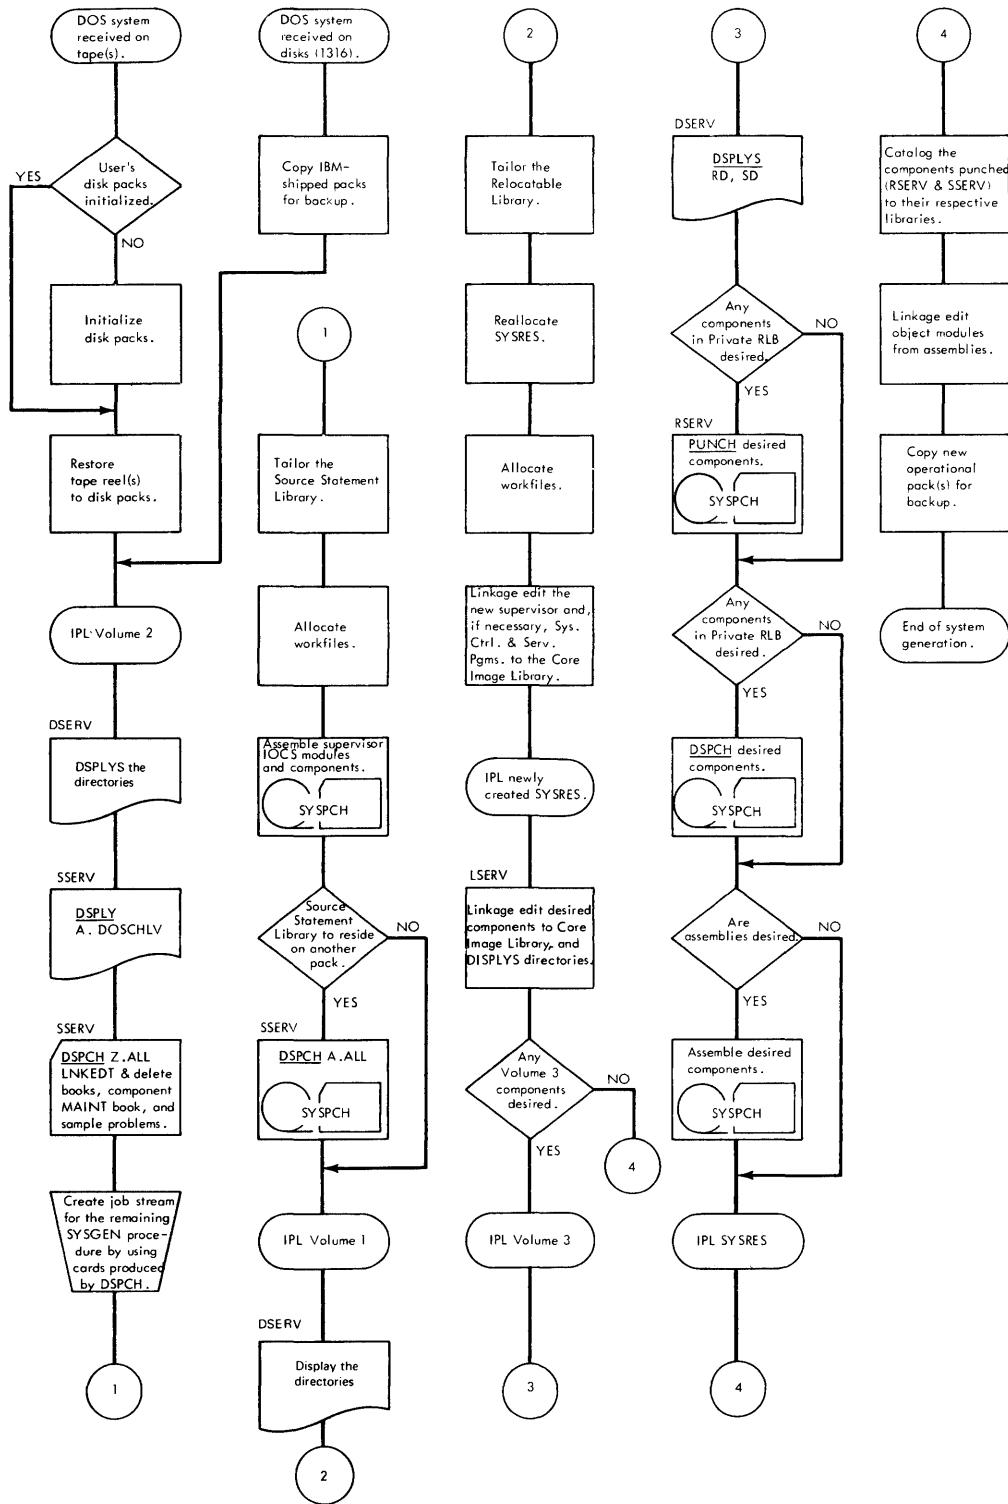 DOS system
received on
tape(s).
User's
disk packs
initialized.
YES
NO
Initialize
disk packs.
Restore
tape reel(s)
to disk packs.
IPL Volume 2
DSERV
DSPLYS the
directories
SSERV
DSPLY
A. DOSCHLV
SSERV
DSPCH Z.ALL
LNKEDT & delete
books, component
MAINT book, and
sample problems.
Create job stream
for the remaining
SYSGEN proce-
dure by using
cards produced
by DSPCH.
1
DOS system
received on
disks (1316).
Copy IBM-
shipped packs
for backup.
1
Tailor the
Source Statement
Library.
Allocate
workfiles.
Assemble supervisor
IOCS modules
and components.
SYSPCH
Source
Statement
Library to reside
on another
pack.
NO
YES
SSERV
DSPCH A.ALL
SYSPCH
IPL Volume 1
DSERV
Display the
directories
2
2
Tailor the
Relocatable
Library.
Reallocate
SYSRES.
Allocate
workfiles.
Linkage edit the
new supervisor and,
if necessary, Sys.
Ctrl. & Serv.
Pgms. to the Core
Image Library.
IPL newly
created SYSRES.
LSERV
Linkage edit desired
components to Core
Image Library, and
DISPLYS directories.
Any
Volume 3
components
desired.
NO
YES
4
IPL Volume 3
3
3
DSERV
DSPLYS
RD, SD
Any
components
in Private RLB
desired.
NO
YES
RSERV
PUNCH desired
components.
SYSPCH
Any
components
in Private RLB
desired.
NO
YES
DSPCH desired
components.
SYSPCH
Are
assemblies desired.
NO
YES
Assemble desired
components.
SYSPCH
IPL SYSRES
4
4
Catalog the
components punched
(RSERV & SSERV)
to their respective
libraries.
Linkage edit
object modules
from assemblies.
Copy new
operational
pack(s) for
backup.
End of system
generation.